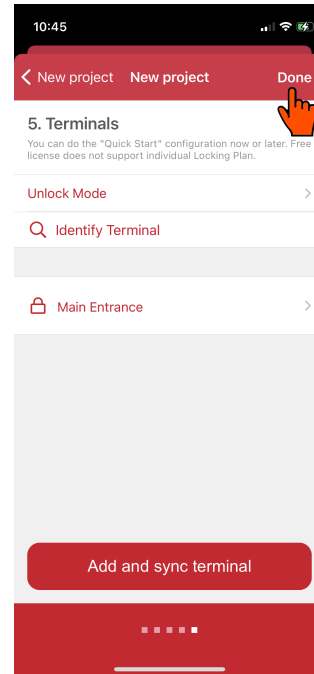 10:45
New project New project Done
5. Terminals
You can do the "Quick Start" configuration now or later. Free
license does not support individual Locking Plan.
Unlock Mode
Identify Terminal
Main Entrance
Add and sync terminal